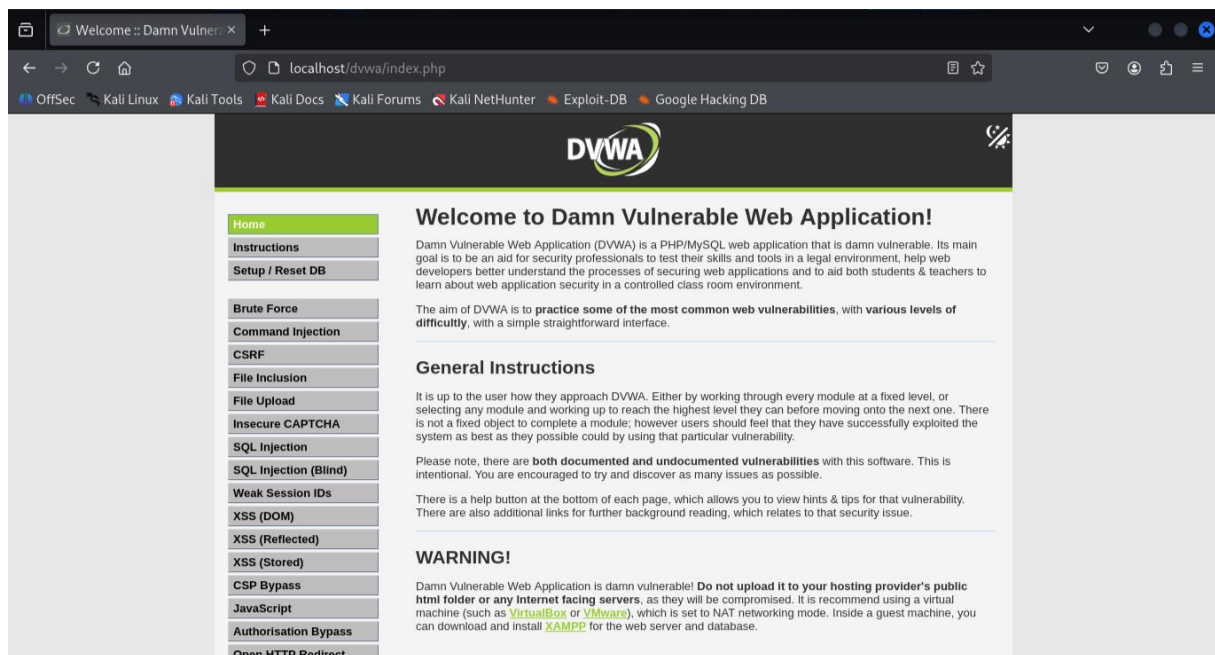 Welcome :: Damn Vulner
localhost/dvwa/index.php
OffSec Kali Linux Kali Tools Kali Docs Kali Forums Kali NetHunter Exploit-DB Google Hacking DB
DVWA
Home
Instructions
Setup / Reset DB
Brute Force
Command Injection
CSRF
File Inclusion
File Upload
Insecure CAPTCHA
SQL Injection
SQL Injection (Blind)
Weak Session IDs
XSS (DOM)
XSS (Reflected)
XSS (Stored)
CSP Bypass
JavaScript
Authorisation Bypass
Open HTTP Redirect
Welcome to Damn Vulnerable Web Application!
Damn Vulnerable Web Application (DVWA) is a PHP/MySQL web application that is damn vulnerable. Its main
goal is to be an aid for security professionals to test their skills and tools in a legal environment, help web
developers better understand the processes of securing web applications and to aid both students & teachers to
learn about web application security in a controlled class room environment.
The aim of DVWA is to practice some of the most common web vulnerabilities, with various levels of
difficultly, with a simple straightforward interface.
General Instructions
It is up to the user how they approach DVWA. Either by working through every module at a fixed level, or
selecting any module and working up to reach the highest level they can before moving onto the next one. There
is not a fixed object to complete a module; however users should feel that they have successfully exploited the
system as best as they possible could by using that particular vulnerability.
Please note, there are both documented and undocumented vulnerabilities with this software. This is
intentional. You are encouraged to try and discover as many issues as possible.
There is a help button at the bottom of each page, which allows you to view hints & tips for that vulnerability.
There are also additional links for further background reading, which relates to that security issue.
WARNING!
Damn Vulnerable Web Application is damn vulnerable! Do not upload it to your hosting provider's public
html folder or any Internet facing servers, as they will be compromised. It is recommend using a virtual
machine (such as VirtualBox or VMware), which is set to NAT networking mode. Inside a guest machine, you
can download and install XAMPP for the web server and database.